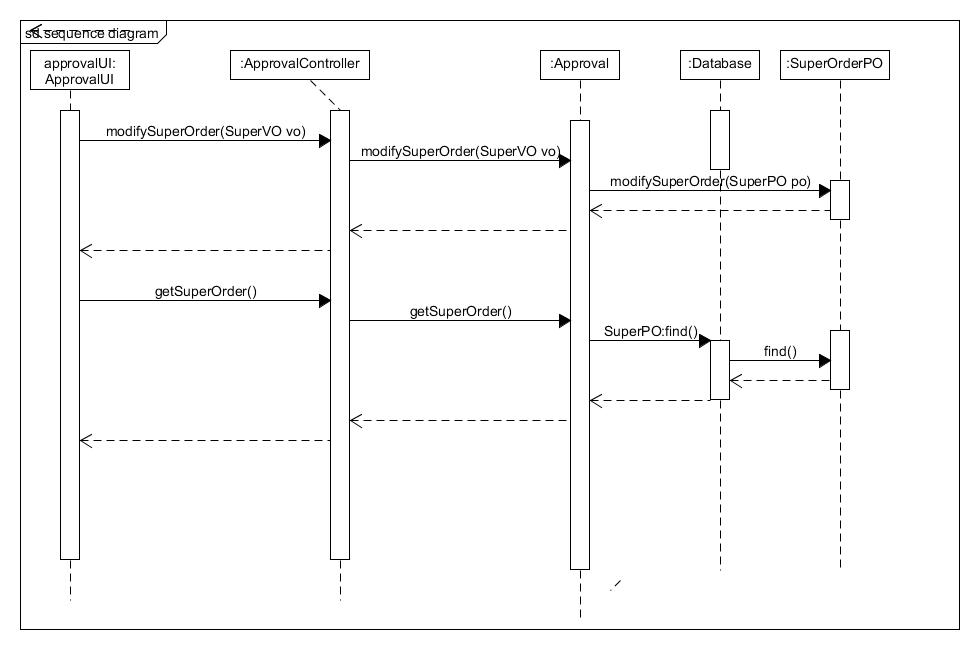 sd sequence diagram
approvalUI:
ApprovalUI
:ApprovalController
:Approval
:Database
:SuperOrderPO
modifySuperOrder(SuperVO vo)
modifySuperOrder(SuperVO vo)
modifySuperOrder(SuperPO po)
getSuperOrder()
getSuperOrder()
SuperPO:find()
find()